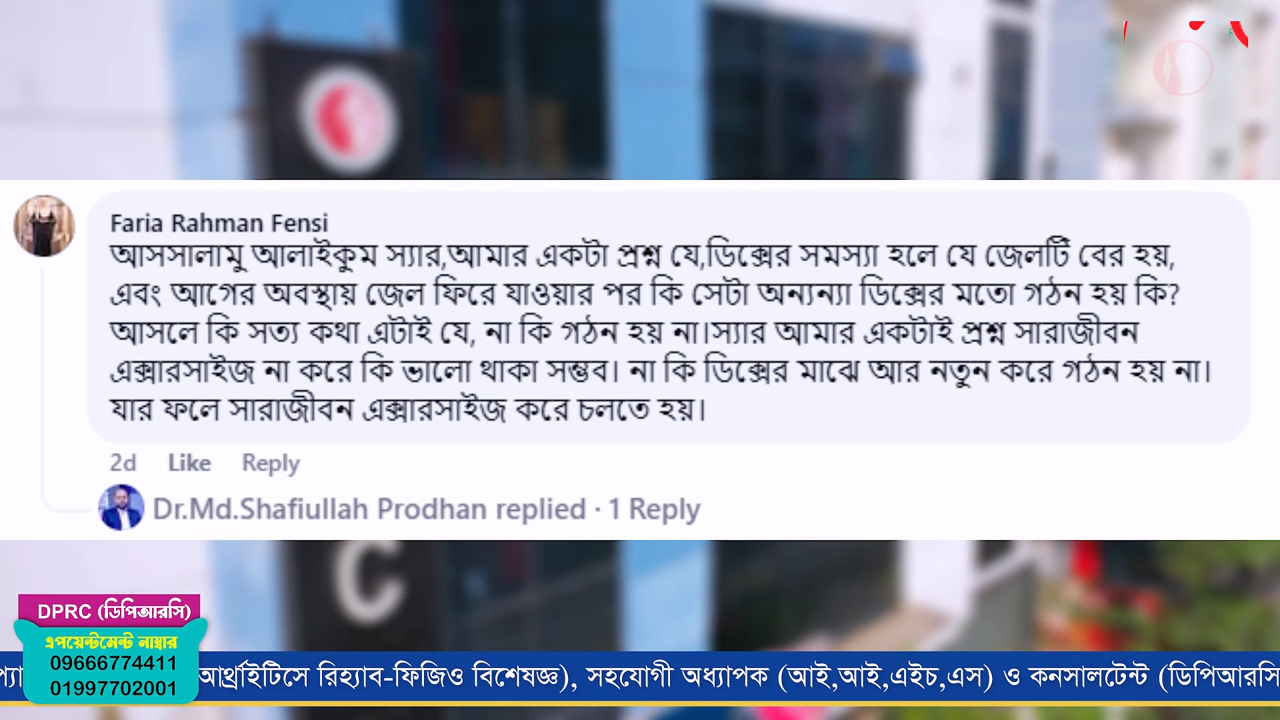 Faria Rahman Fensi
আসসালামু আলাইকুম স্যার,আমার একটা প্রশ্ন যে,ডিক্সের সমস্যা হলে যে জেলটি বের হয়,
এবং আগের অবস্থায় জেল ফিরে যাওয়ার পর কি সেটা অন্যন্যা ডিক্সের মতো গঠন হয় কি?
আসলে কি সত্য কথা এটাই যে, না কি গঠন হয় না।স্যার আমার একটাই প্রশ্ন সারাজীবন
এক্সারসাইজ না করে কি ভালো থাকা সম্ভব। না কি ডিক্সের মাঝে আর নতুন করে গঠন হয় না।
যার ফলে সারাজীবন এক্সারসাইজ করে চলতে হয়।
2d Like Reply
Dr.Md.Shafiullah Prodhan replied · 1 Reply
C
DPRC (ডিপিআরসি)
এপয়েন্টমেন্ট নাম্বার
09666774411
01997702001
আর্থ্রাইটিসে রিহ্যাব-ফিজিও বিশেষজ্ঞ), সহযোগী অধ্যাপক (আই,আই,এইচ,এস) ও কনসালটেন্ট (ডিপিআরসি